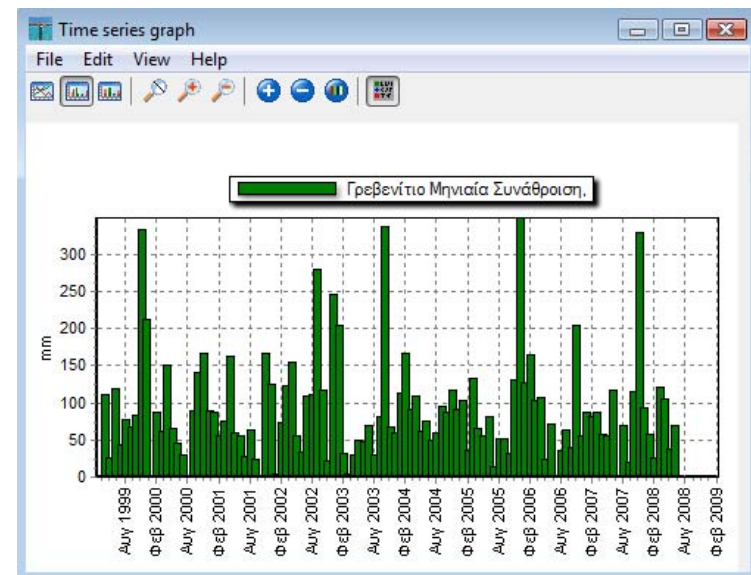 Time series graph
File Edit View Help
Γρεβενίτιο Μηνιαία Συνάθροιση,
mm
300
250
200
150
100
50
0
Αυγ 1999
Φεβ 2000
Αυγ 2000
Φεβ 2001
Αυγ 2001
Φεβ 2002
Αυγ 2002
Φεβ 2003
Αυγ 2003
Φεβ 2004
Αυγ 2004
Φεβ 2005
Αυγ 2005
Φεβ 2006
Αυγ 2006
Φεβ 2007
Αυγ 2007
Φεβ 2008
Αυγ 2008
Φεβ 2009